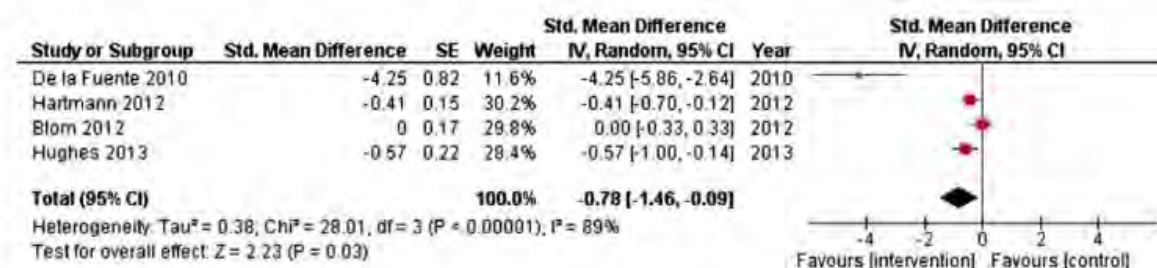 Std. Mean Difference Std. Mean Difference
Study or Subgroup Std. Mean Difference SE Weight IV, Random, 95% CI Year IV, Random, 95% CI
De la Fuente 2010 -4.25 0.82 11.6% -4.25 [-5.86, -2.64] 2010
Hartmann 2012 -0.41 0.15 30.2% -0.41 [-0.70, -0.12] 2012
Blom 2012 0 0.17 29.8% 0.00 [-0.33, 0.33] 2012
Hughes 2013 -0.57 0.22 28.4% -0.57 [-1.00, -0.14] 2013
Total (95% CI) 100.0% -0.78 [-1.46, -0.09]
Heterogeneity: Tau² = 0.38, Chi² = 28.01, df = 3 (P < 0.00001), I² = 89%
-4 -2 0 2 4
Test for overall effect: Z = 2.23 (P = 0.03)
Favours [intervention] Favours [control]